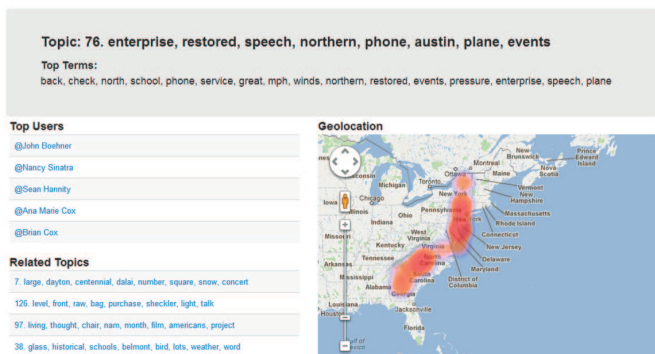 Topic: 76. enterprise, restored, speech, northern, phone, austin, plane, events
Top Terms:
back, check, north, school, phone, service, great, mph, winds, northern, restored, events, pressure, enterprise, speech, plane
Top Users
@John Boehner
@Nancy Sinatra
@Sean Hannity
@Ana Marie Cox
@Brian Cox
Related Topics
7. large, dayton, centennial, dalai, number, square, snow, concert
126. level, front, raw, bag, purchase, sheckler, light, talk
97. living, thought, chair, nam, month, film, americans, project
38. glass, historical, schools, belmont, bird, lots, weather, word
Geolocation
New
Brunswick
Prince
Edward
Island
Montreal
Ottawa
Maine
Nova
Scotia
Toronto
Michigan
Vermont
New
Hampshire
Iowa
Chicago
New York
Massachusetts
Illinois
Ohio
Pennsylvania
Rhode Island
Indiana
Connecticut
West
Virginia
New Jersey
Missouri
Kentucky
Virginia
Delaware
Maryland
Tennessee
North
Carolina
Arkansas
District of
Columbia
Mississippi
South
Carolina
Alabama
Georgia
Louisiana
Jacksonville
Houston
Florida